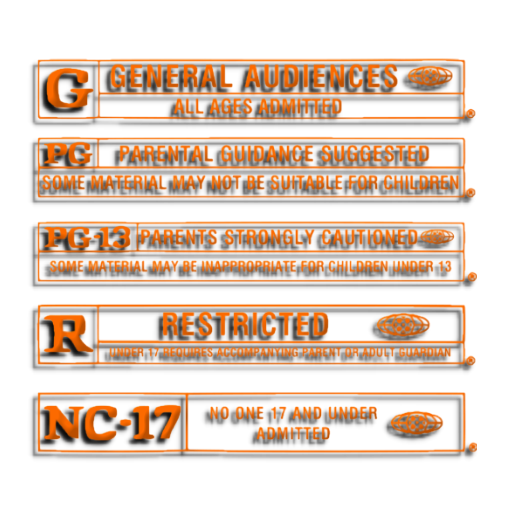 G GENERAL AUDIENCES
ALL AGES ADMITTED ®
PG PARENTAL GUIDANCE SUGGESTED
SOME MATERIAL MAY NOT BE SUITABLE FOR CHILDREN ®
PG-13 PARENTS STRONGLY CAUTIONED
SOME MATERIAL MAY BE INAPPROPRIATE FOR CHILDREN UNDER 13 ®
R RESTRICTED
UNDER 17 REQUIRES ACCOMPANYING PARENT OR ADULT GUARDIAN ®
NC-17 NO ONE 17 AND UNDER
ADMITTED ®